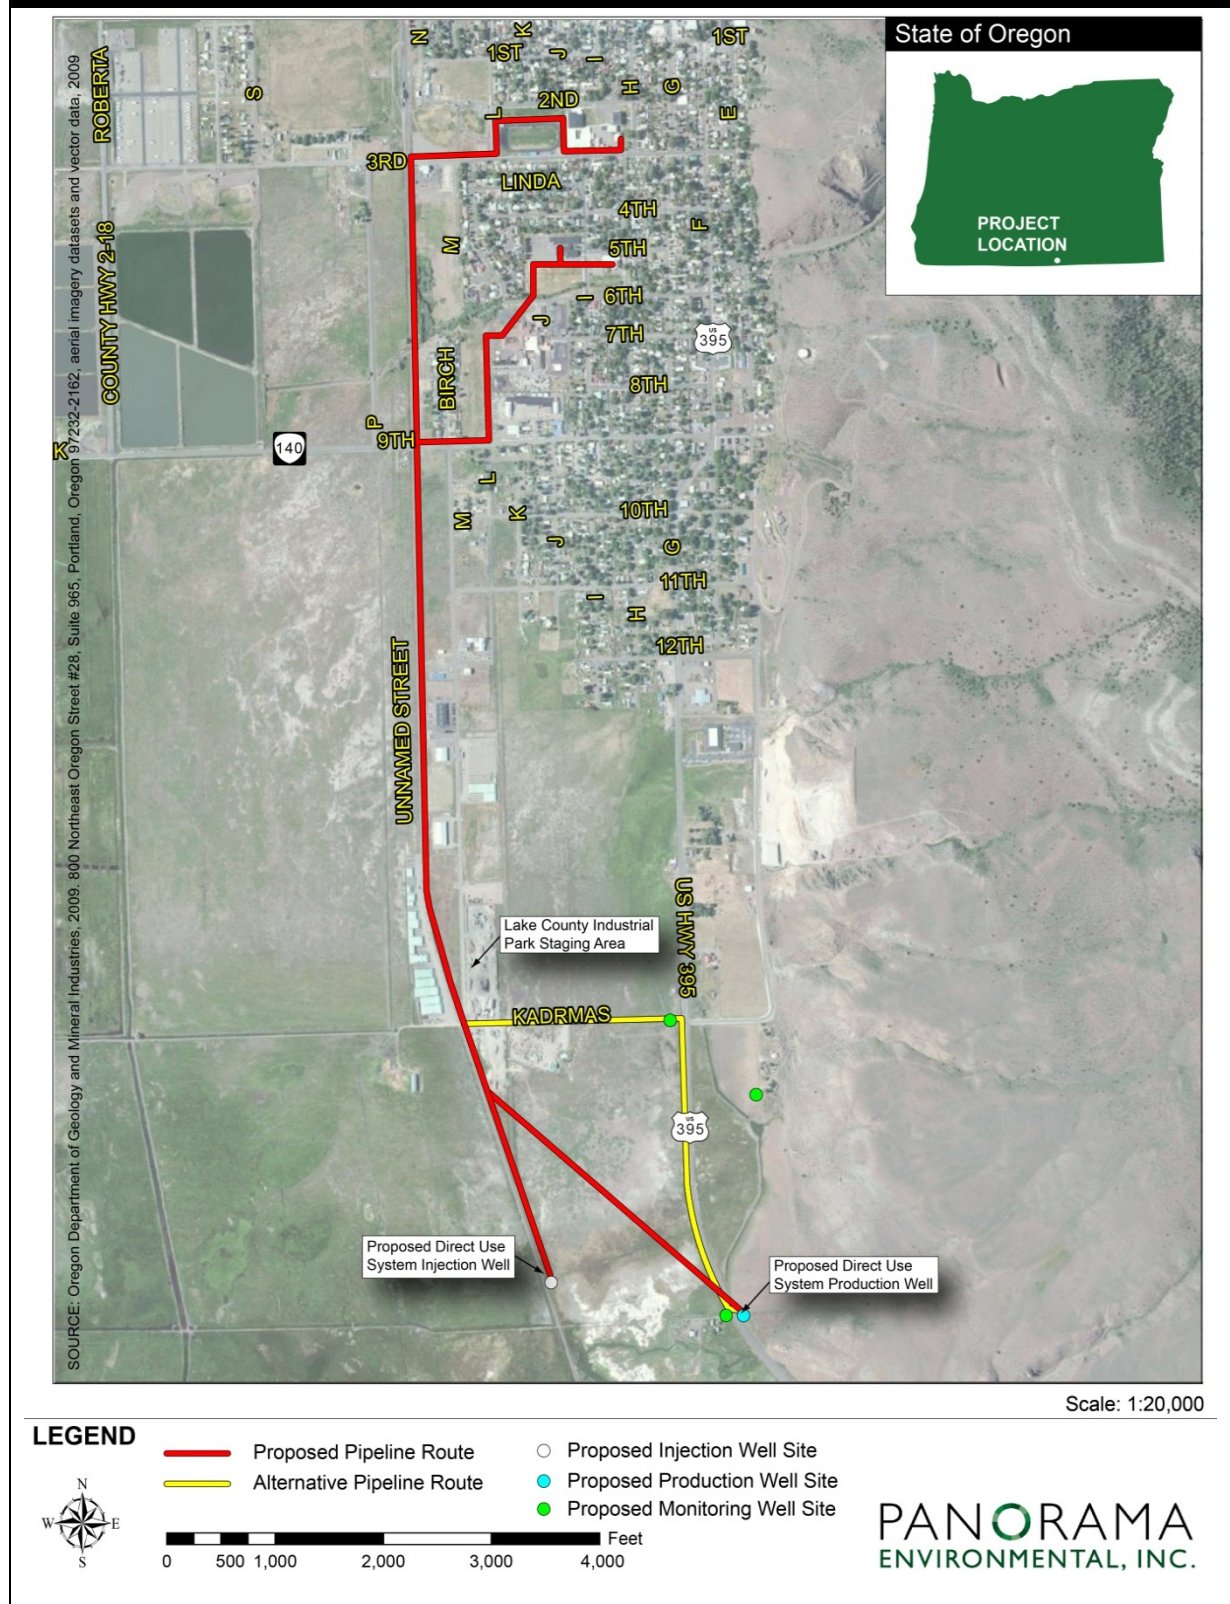 State of Oregon
PROJECT
LOCATION
SOURCE: Oregon Department of Geology and Mineral Industries, 2009. 800 Northeast Oregon Street #28, Suite 965, Portland, Oregon 97232-2162, aerial imagery datasets and vector data, 2009
ROBERTA
S
N
K
1ST
J
I
1ST
2ND
H
G
L
E
3RD
LINDA
4TH
F
M
5TH
COUNTY HWY 2-18
I
6TH
J
7TH
US
395
BIRCH
8TH
P
9TH
K
140
L
M
K
10TH
J
G
11TH
I
H
12TH
UNNAMED STREET
US HWY 395
Lake County Industrial
Park Staging Area
KADRMAS
US
395
Proposed Direct Use
System Injection Well
Proposed Direct Use
System Production Well
Scale: 1:20,000
LEGEND
Proposed Pipeline Route
Alternative Pipeline Route
Proposed Injection Well Site
Proposed Production Well Site
Proposed Monitoring Well Site
N
W
E
S
Feet
0 500 1,000 2,000 3,000 4,000
PANORAMA
ENVIRONMENTAL, INC.